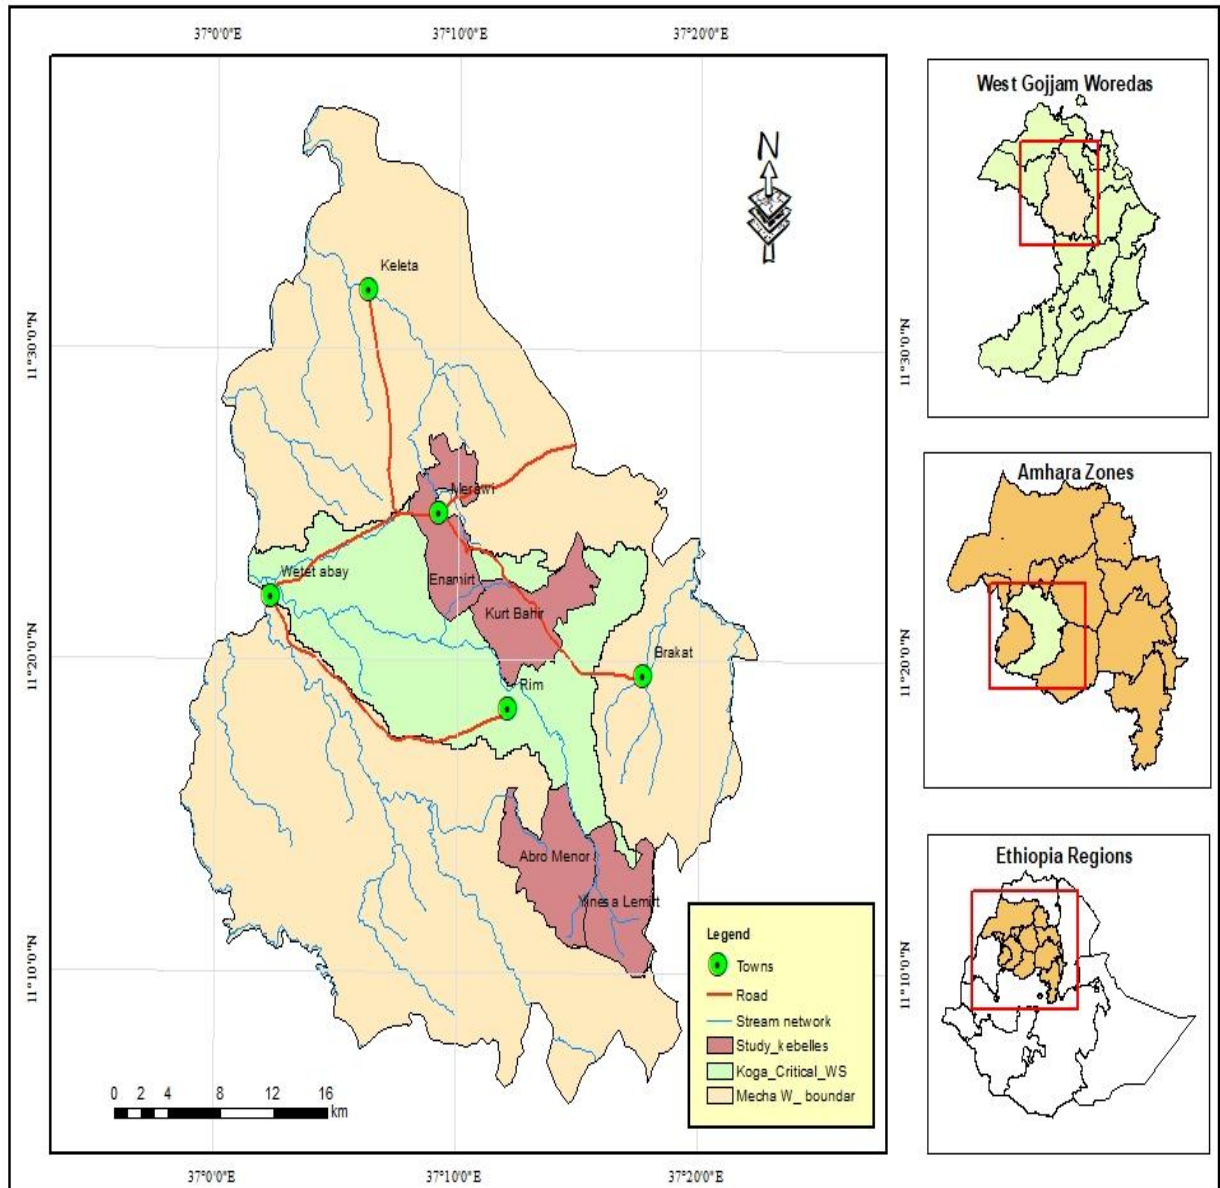 37°0'0"E
37°10'0"E
37°20'0"E
N
Keleta
Merawi
Wetet abay
Enamirt
Kurt Bahir
Brakat
Rim
Abro Menor
Yinesa Lemirt
11°30'0"N
11°20'0"N
11°10'0"N
11°30'0"N
11°20'0"N
11°10'0"N
Legend
Towns
Road
Stream network
Study_kebelles
Koga_Critical_WS
Mecha W_ boundar
0 2 4 8 12 16
km
37°0'0"E
37°10'0"E
37°20'0"E
West Gojjam Woredas
Amhara Zones
Ethiopia Regions